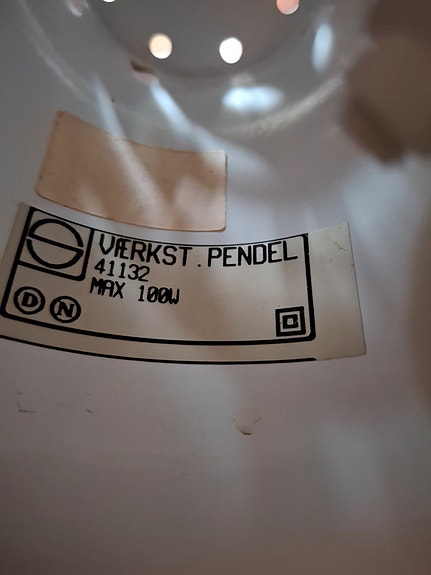 VÆRKST.PENDEL
41132
MAX 100W
D N